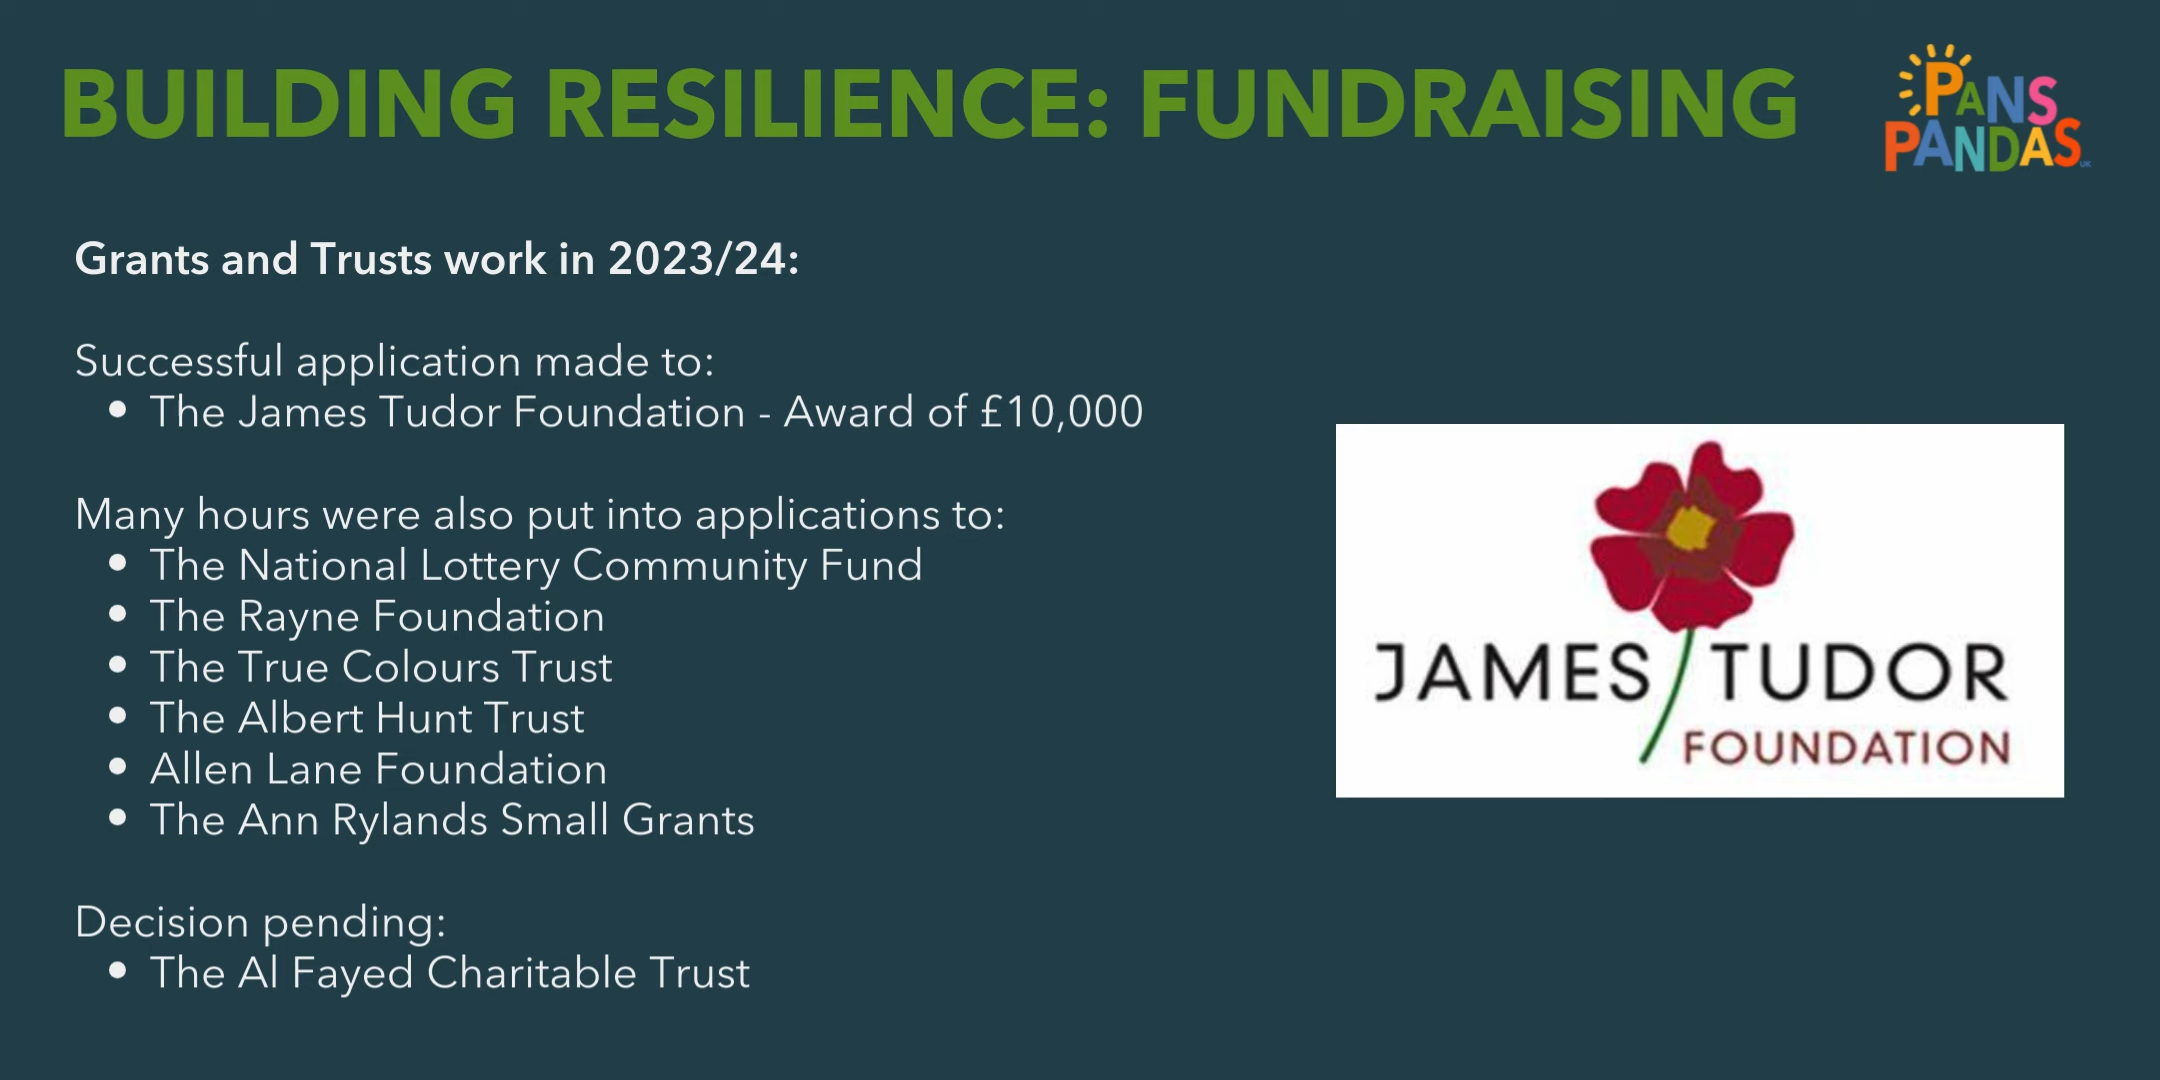 BUILDING RESILIENCE: FUNDRAISING
PANS
PANDAS UK
Grants and Trusts work in 2023/24:
Successful application made to:
• The James Tudor Foundation - Award of £10,000
Many hours were also put into applications to:
• The National Lottery Community Fund
• The Rayne Foundation
• The True Colours Trust
• The Albert Hunt Trust
• Allen Lane Foundation
• The Ann Rylands Small Grants
Decision pending:
• The Al Fayed Charitable Trust
JAMES TUDOR
FOUNDATION